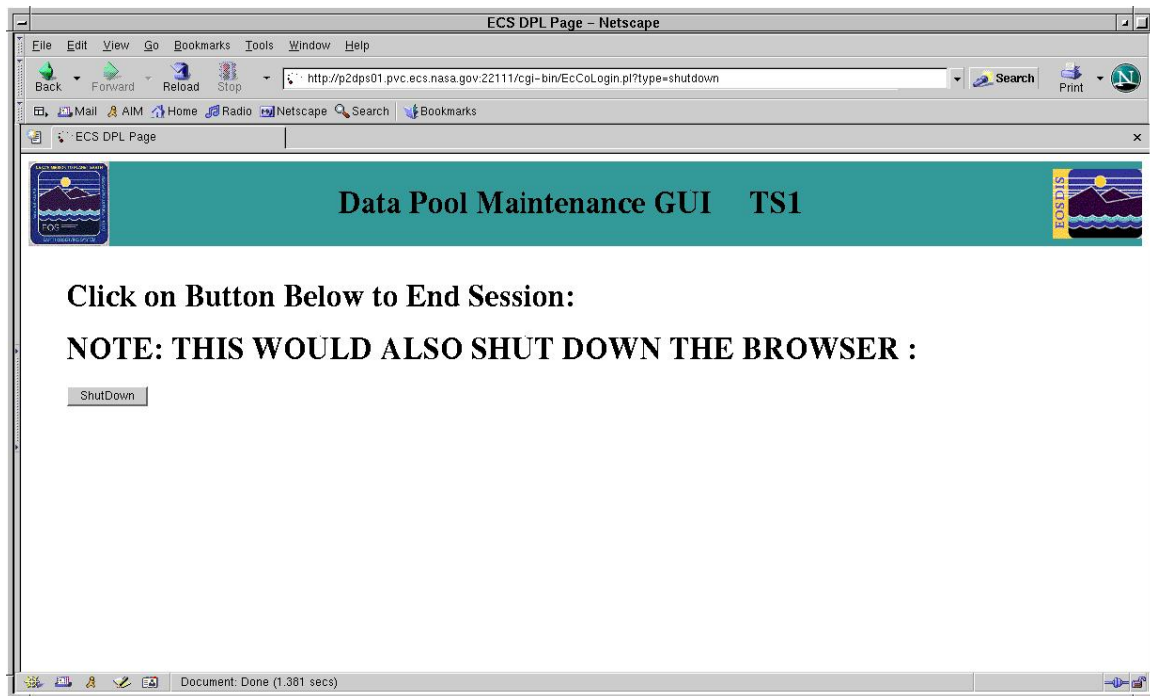 ECS DPL Page – Netscape
File Edit View Go Bookmarks Tools Window Help
Back Forward Reload Stop http://p2dps01.pvc.ecs.nasa.gov:22111/cgi-bin/EcCoLogin.pl?type=shutdown Search Print N
Mail AIM Home Radio Netscape Search Bookmarks
ECS DPL Page
Data Pool Maintenance GUI TS1
EOS
EOSDIS
Click on Button Below to End Session:
NOTE: THIS WOULD ALSO SHUT DOWN THE BROWSER :
ShutDown
Document: Done (1.381 secs)